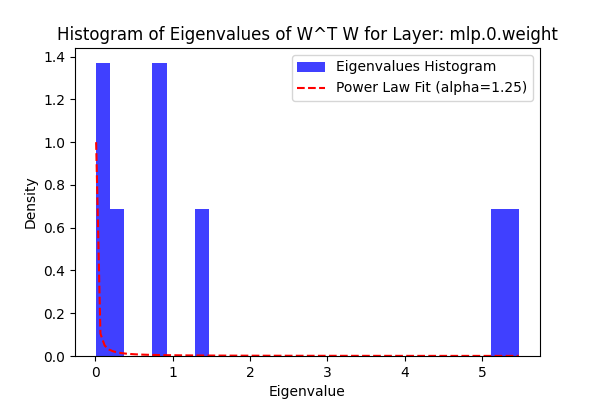 Histogram of Eigenvalues of W^T W for Layer: mlp.0.weight
Eigenvalues Histogram
Power Law Fit (alpha=1.25)
Density
1.4
1.2
1.0
0.8
0.6
0.4
0.2
0.0
0 1 2 3 4 5
Eigenvalue